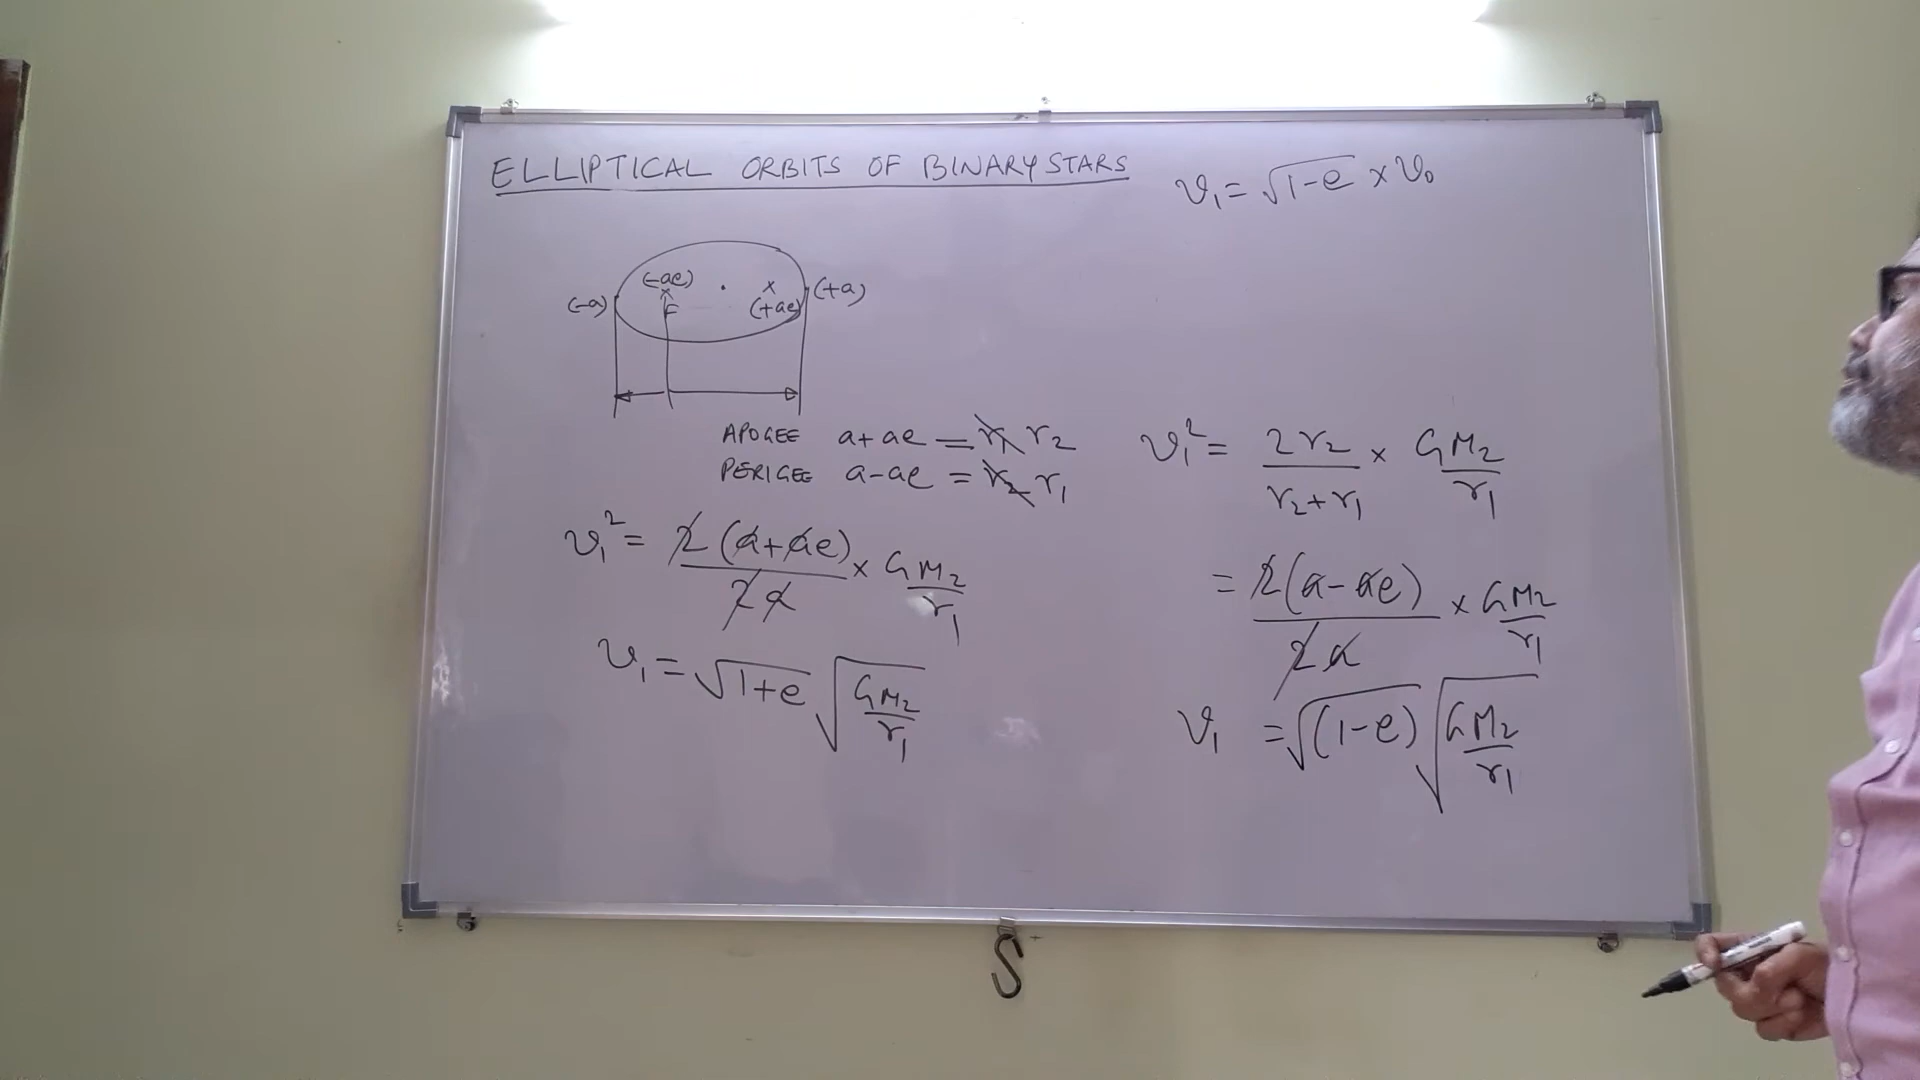 ELLIPTICAL ORBITS OF BINARY STARS
v₁ = √(1-e) × v₀
(-a) (-ae) × F · × (+ae) (+a)
APOGEE a+ae = r₁ r₂
PERIGEE a-ae = r₂ r₁
v₁² = 2(a+ae)/2a × GM₂/r₁
v₁ = √(1+e) √(GM₂/r₁)
v₁² = 2r₂/(r₂+r₁) × GM₂/r₁
= 2(a-ae)/2a × GM₂/r₁
v₁ = √(1-e) √(GM₂/r₁)